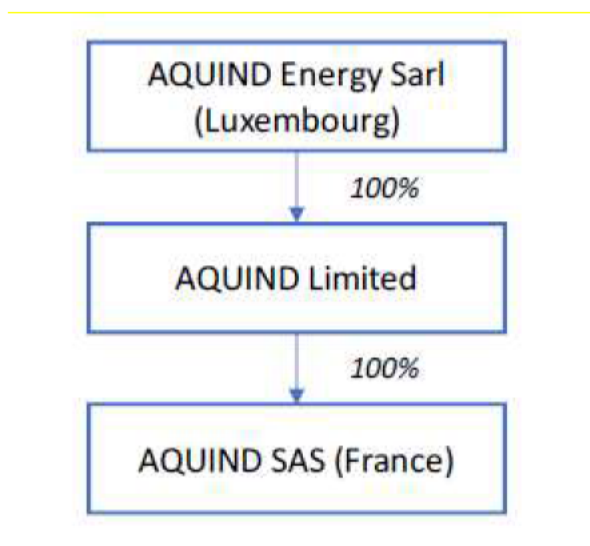 AQUIND Energy Sarl
(Luxembourg)
100%
AQUIND Limited
100%
AQUIND SAS (France)